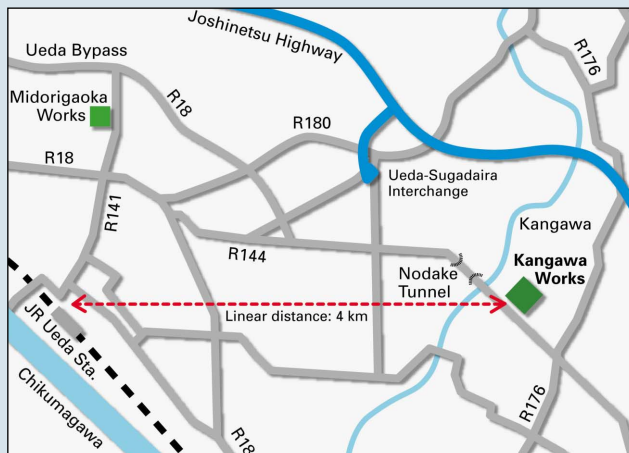 Joshinetsu Highway
Ueda Bypass
R176
Midorigaoka
Works
R18
R180
R18
Ueda-Sugadaira
Interchange
R141
Kangawa
R144
Nodake
Tunnel
Kangawa
Works
Linear distance: 4 km
JR Ueda Sta.
Chikumagawa
R176
R18